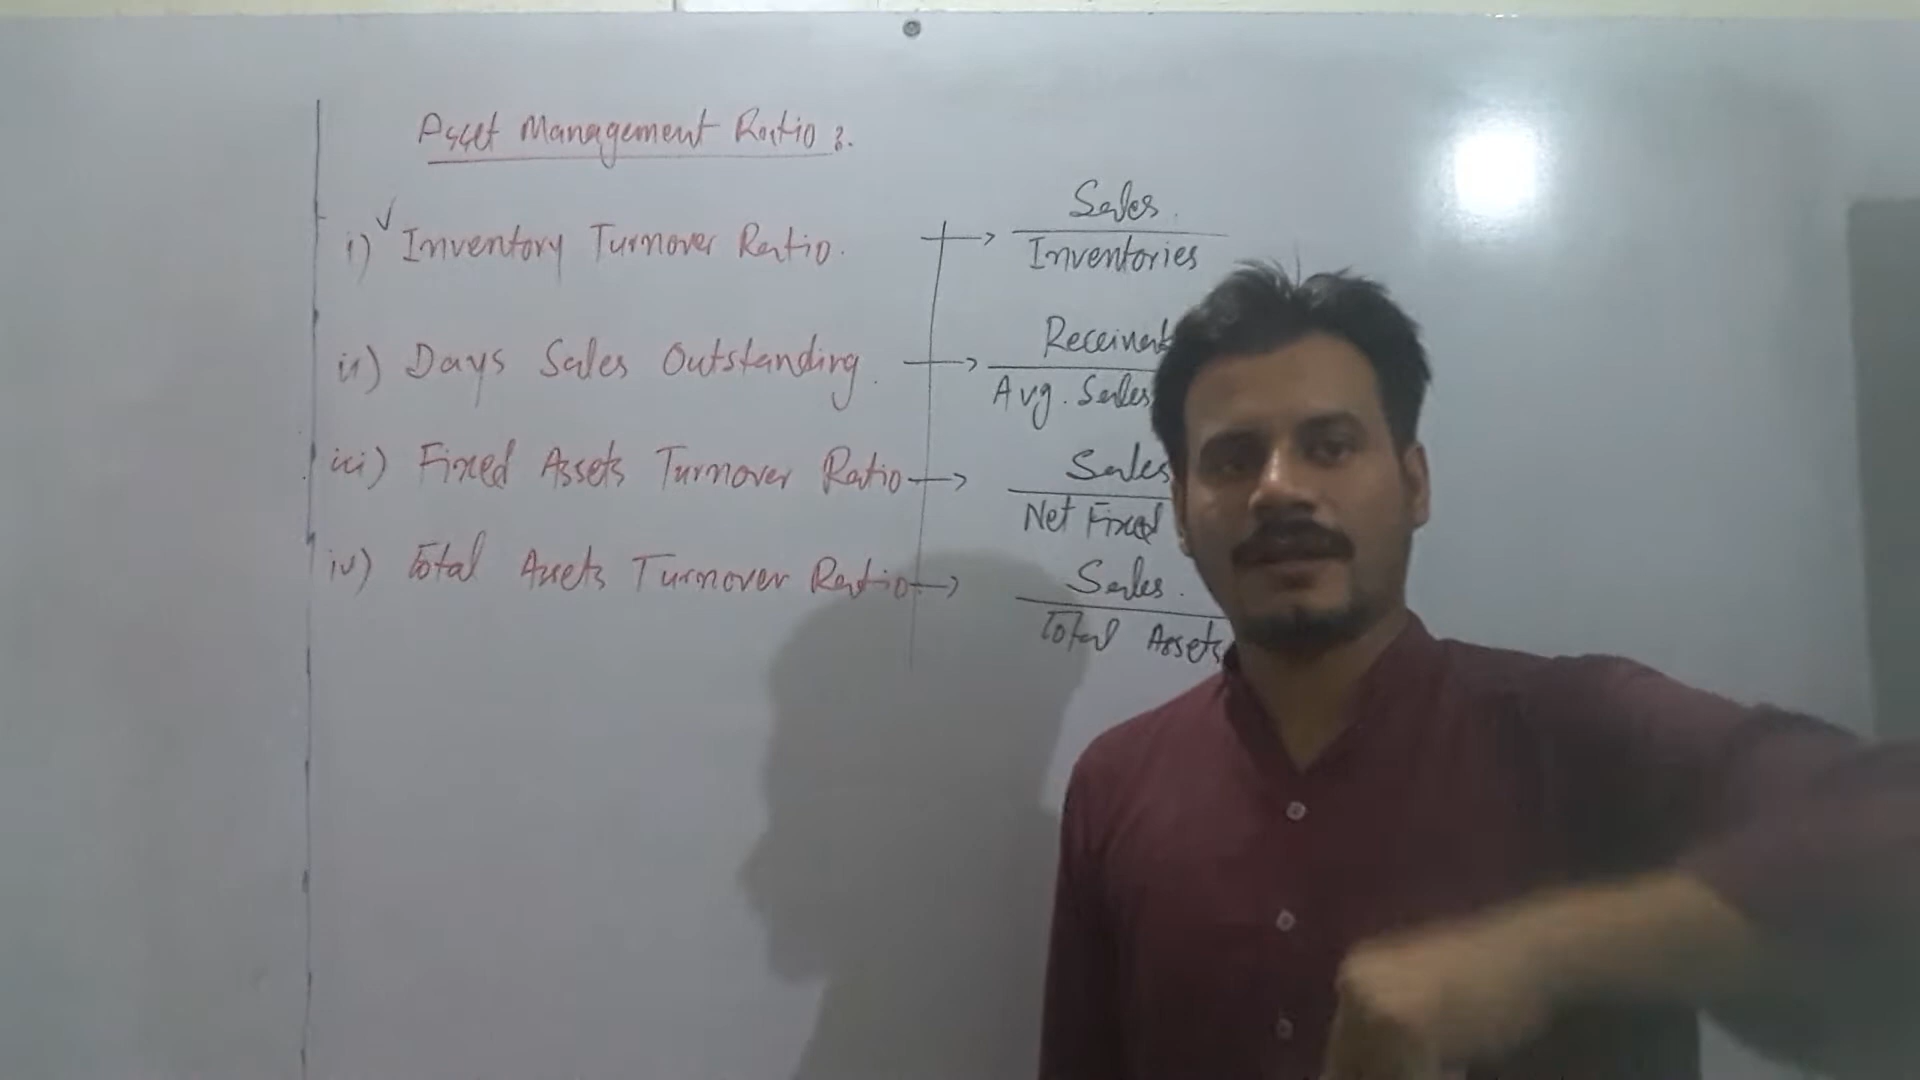 Asset Management Ratio :.
i) Inventory Turnover Ratio.
Sales
Inventories
ii) Days Sales Outstanding.
Avg. Sales
iii) Fixed Assets Turnover Ratio
Sales
Net Fixed
iv) Total Assets Turnover Ratio
Sales.
Total Assets